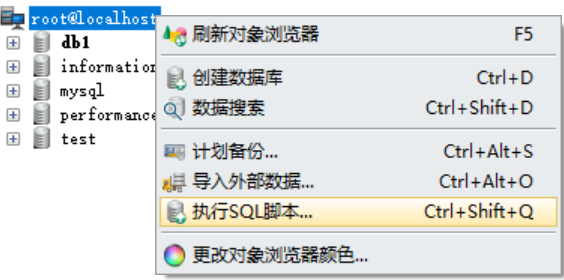 root@localhost
db1
information
mysql
performance
test
刷新对象浏览器 F5
创建数据库 Ctrl+D
数据搜索 Ctrl+Shift+D
计划备份... Ctrl+Alt+S
导入外部数据... Ctrl+Alt+O
执行SQL脚本... Ctrl+Shift+Q
更改对象浏览器颜色...